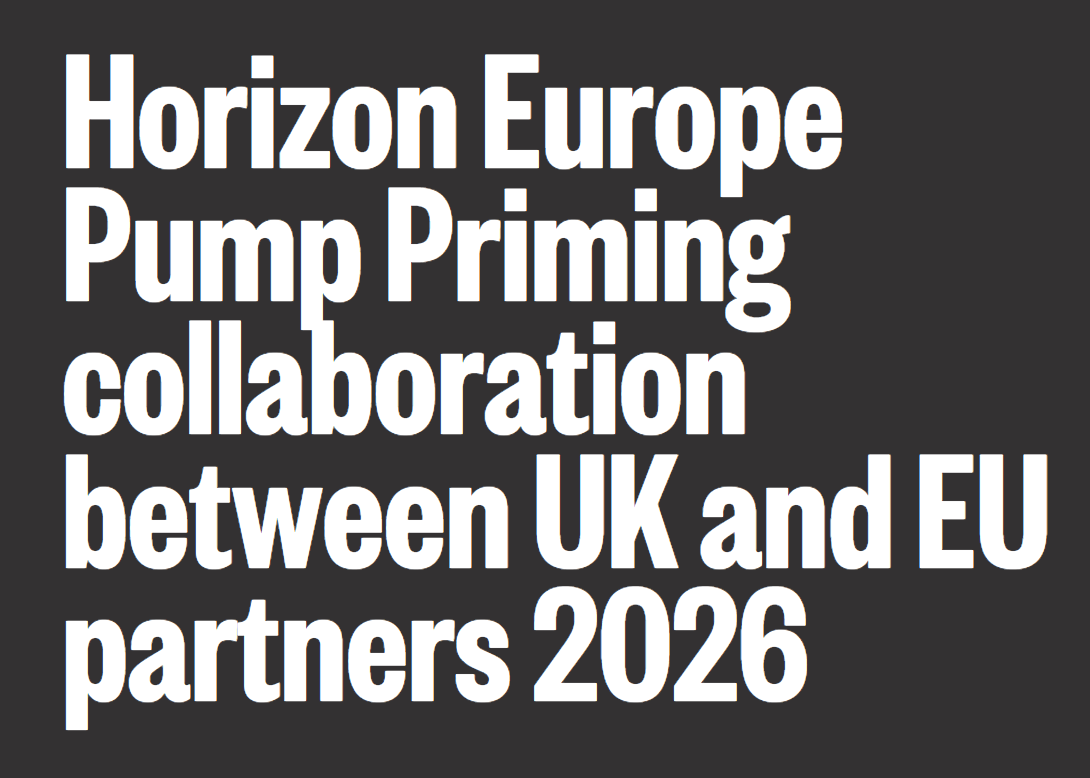 Horizon Europe
Pump Priming
collaboration
between UK and EU
partners 2026